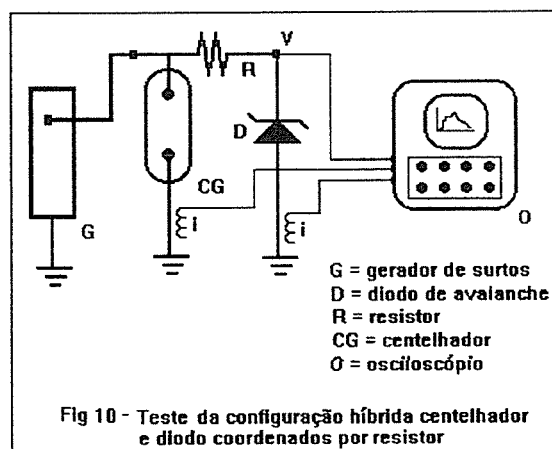 V
R
D
CG
i
i
G
O
G = gerador de surtos
D = diodo de avalanche
R = resistor
CG = centelhador
O = osciloscópio
Fig 10 - Teste da configuração híbrida centelhador
e diodo coordenados por resistor